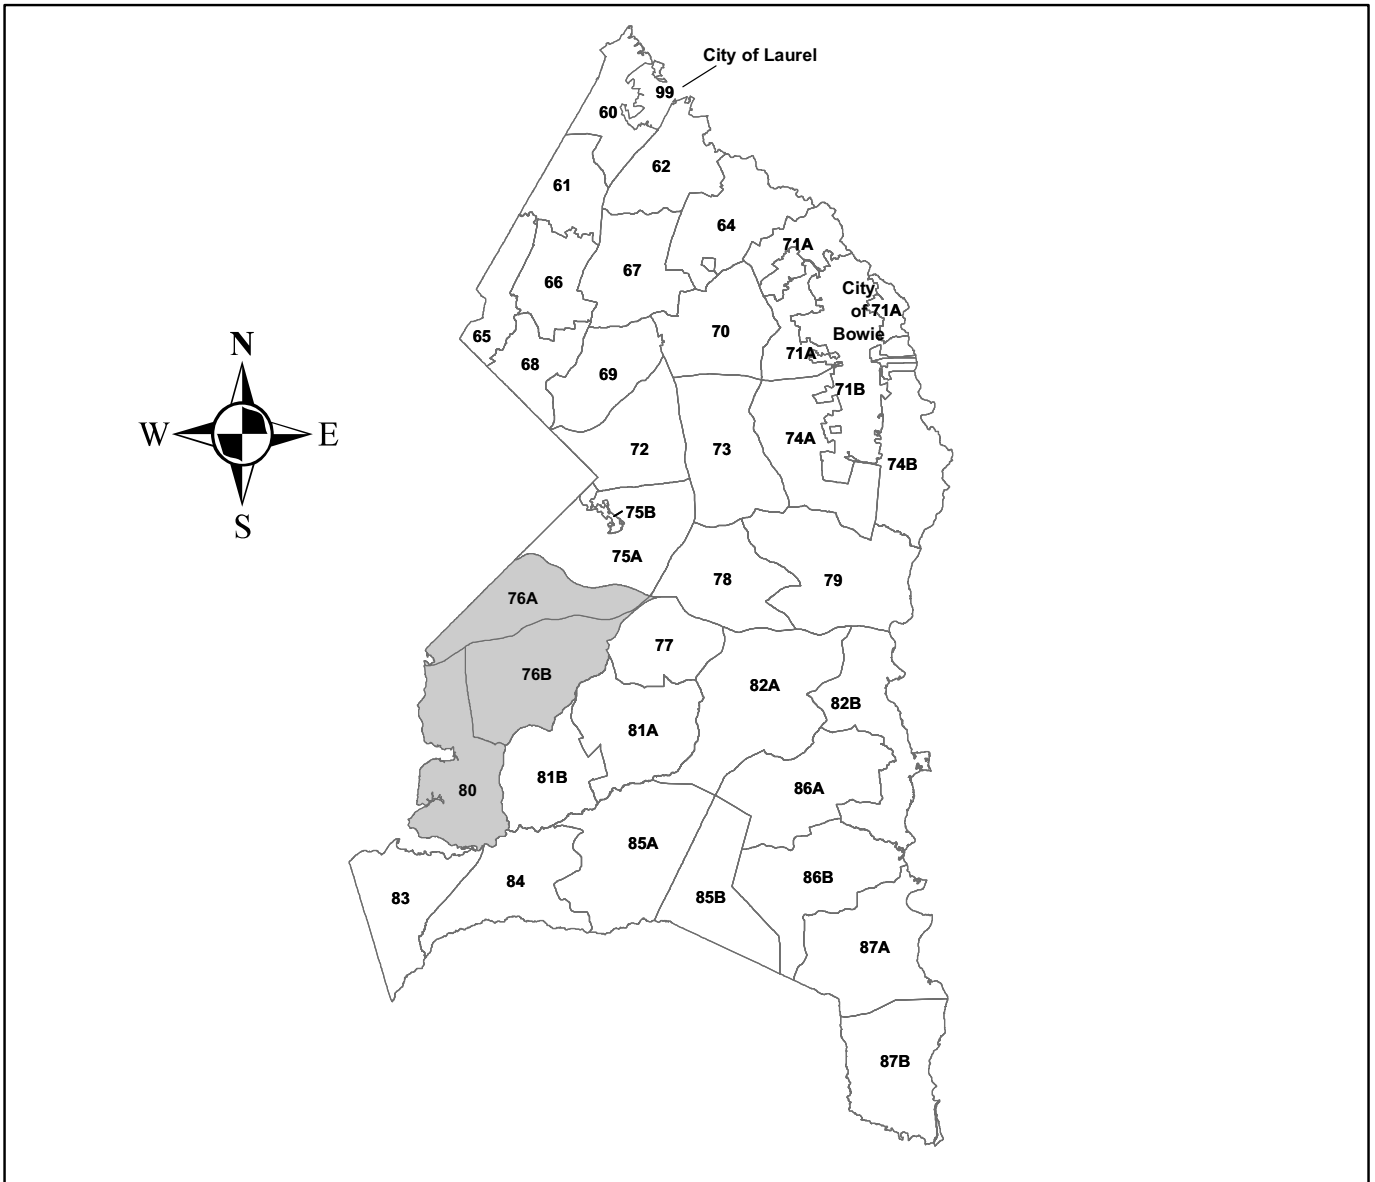 City of Laurel
99
60
62
61
64
71A
67
66
City
of 71A
Bowie
70
65
71A
68
69
71B
N
W
E
S
74A
72
73
74B
75B
75A
78
79
76A
77
76B
82A
82B
81A
81B
86A
80
85A
86B
84
85B
83
87A
87B